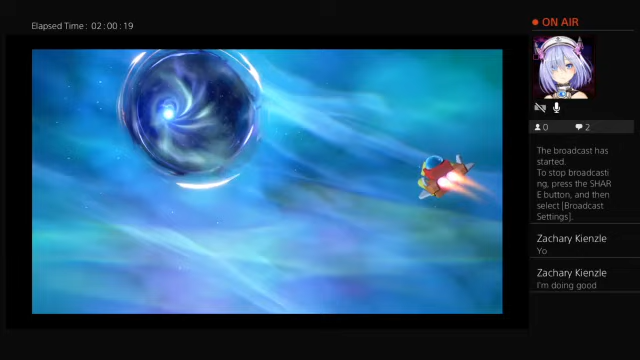 Elapsed Time: 02:00:19
ON AIR
0
2
The broadcast has
started.
To stop broadcasti
ng, press the SHAR
E button, and then
select [Broadcast
Settings].
Zachary Kienzle
Yo
Zachary Kienzle
I'm doing good